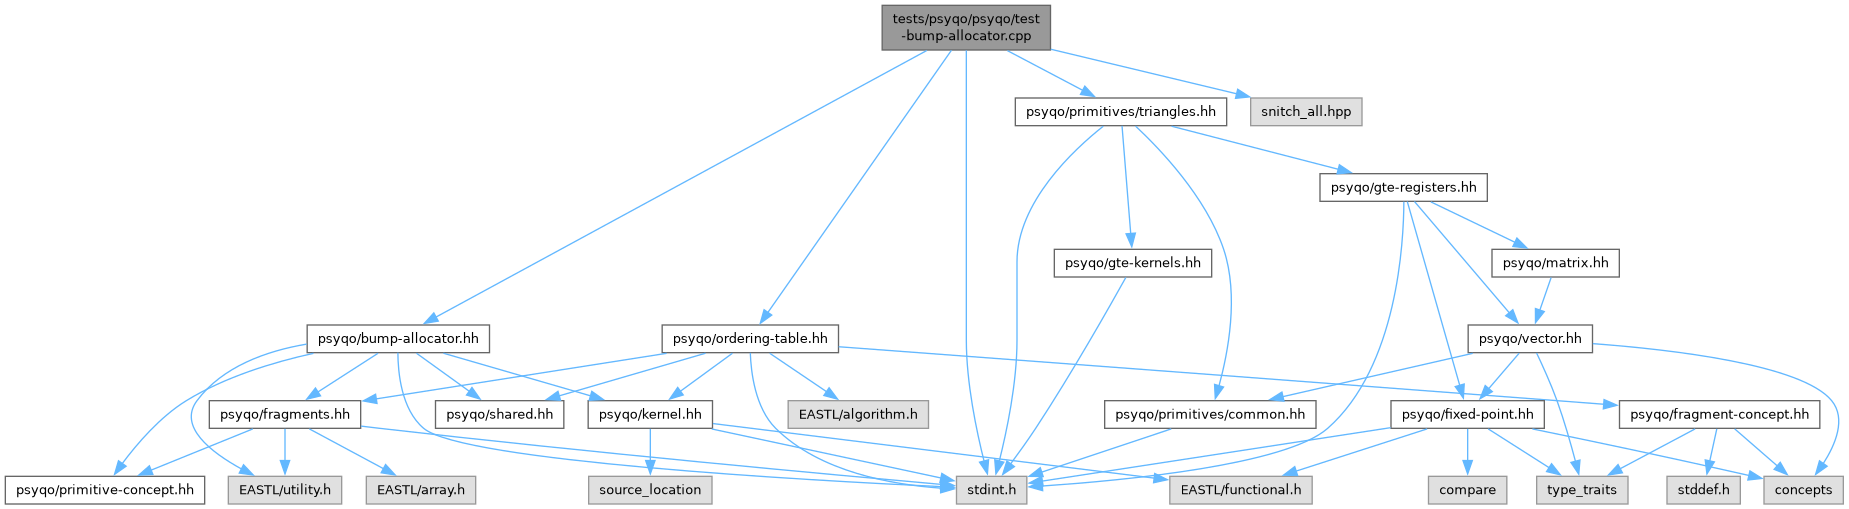 tests/psyqo/psyqo/test
-bump-allocator.cpp
psyqo/primitives/triangles.hh
snitch_all.hpp
psyqo/gte-registers.hh
psyqo/gte-kernels.hh
psyqo/matrix.hh
psyqo/bump-allocator.hh
psyqo/ordering-table.hh
psyqo/vector.hh
psyqo/fragments.hh
psyqo/shared.hh
psyqo/kernel.hh
EASTL/algorithm.h
psyqo/primitives/common.hh
psyqo/fixed-point.hh
psyqo/fragment-concept.hh
psyqo/primitive-concept.hh
EASTL/utility.h
EASTL/array.h
source_location
stdint.h
EASTL/functional.h
compare
type_traits
stddef.h
concepts